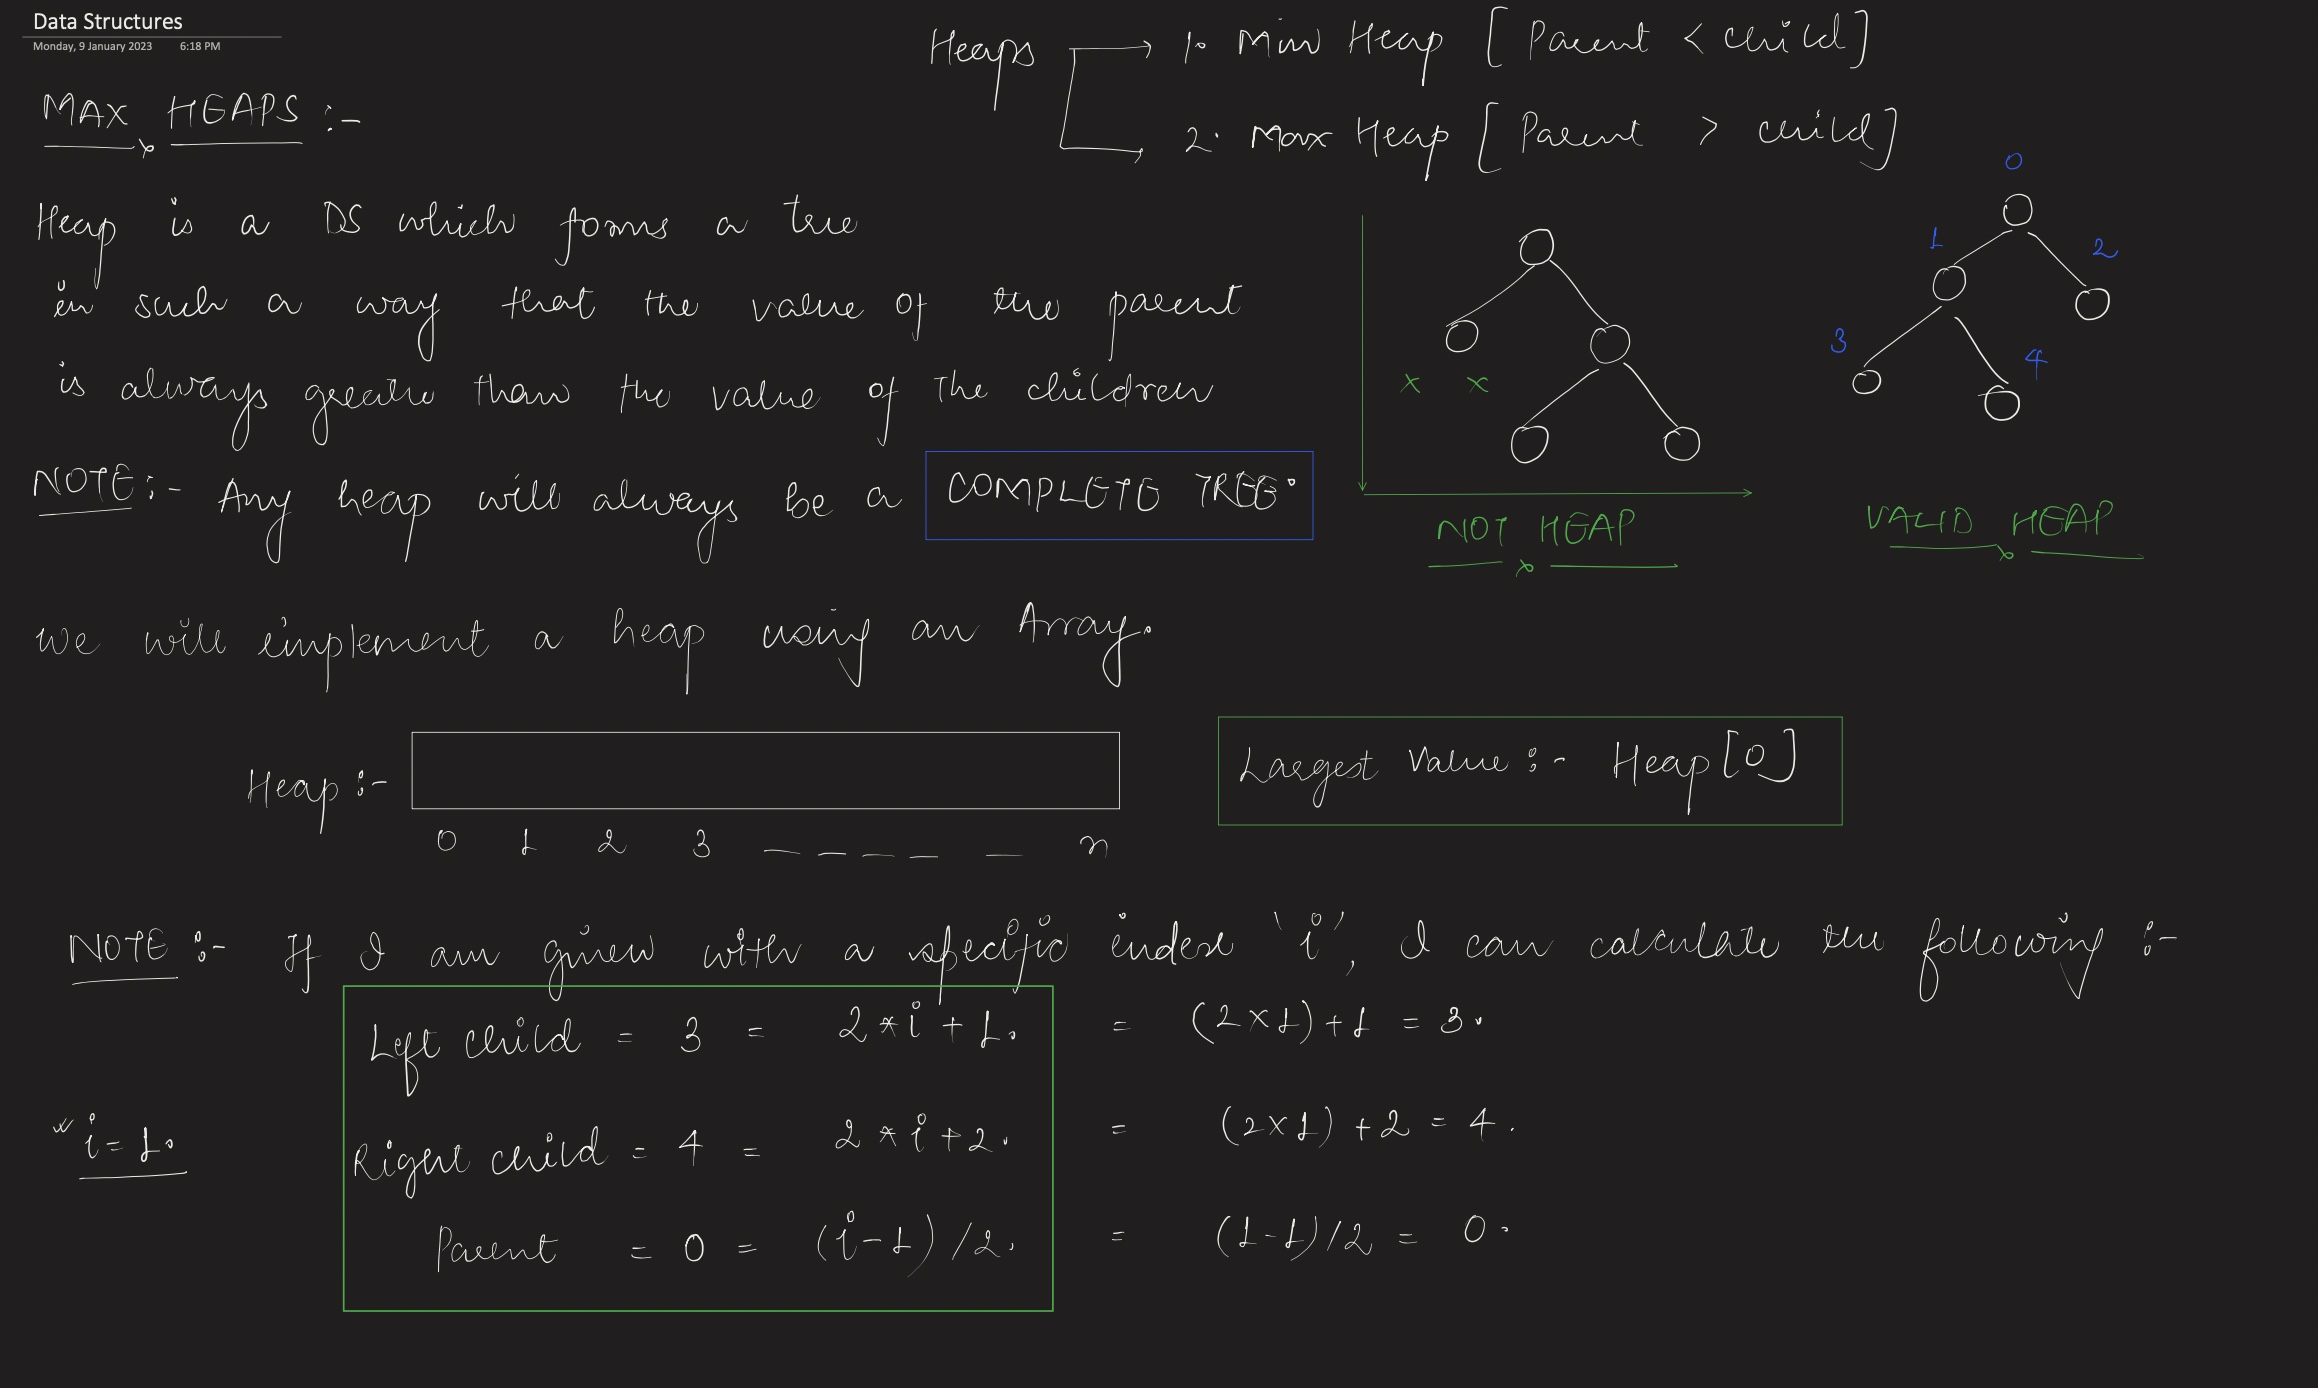 Data Structures
Monday, 9 January 2023 6:18 PM
Heaps 1. Min Heap [Parent < child]
2. Max Heap [Parent > child]
MAX HEAPS :-
Heap is a DS which forms a tree
in such a way that the value of the parent
is always greater than the value of the children
NOTE :- Any heap will always be a COMPLETE TREE.
x x
NOT HEAP
0
1 2
3 4
VALID HEAP
we will implement a heap using an Array.
Heap :-
0 1 2 3 — — — — — n
Largest Value :- Heap[0]
NOTE :- If I am given with a specific index 'i', I can calculate the following :-
Left child = 3 = 2*i+1. = (2x1)+1 = 3.
i=1.
Right child = 4 = 2*i+2. = (2x1)+2 = 4.
Parent = 0 = (i-1)/2. = (1-1)/2 = 0.